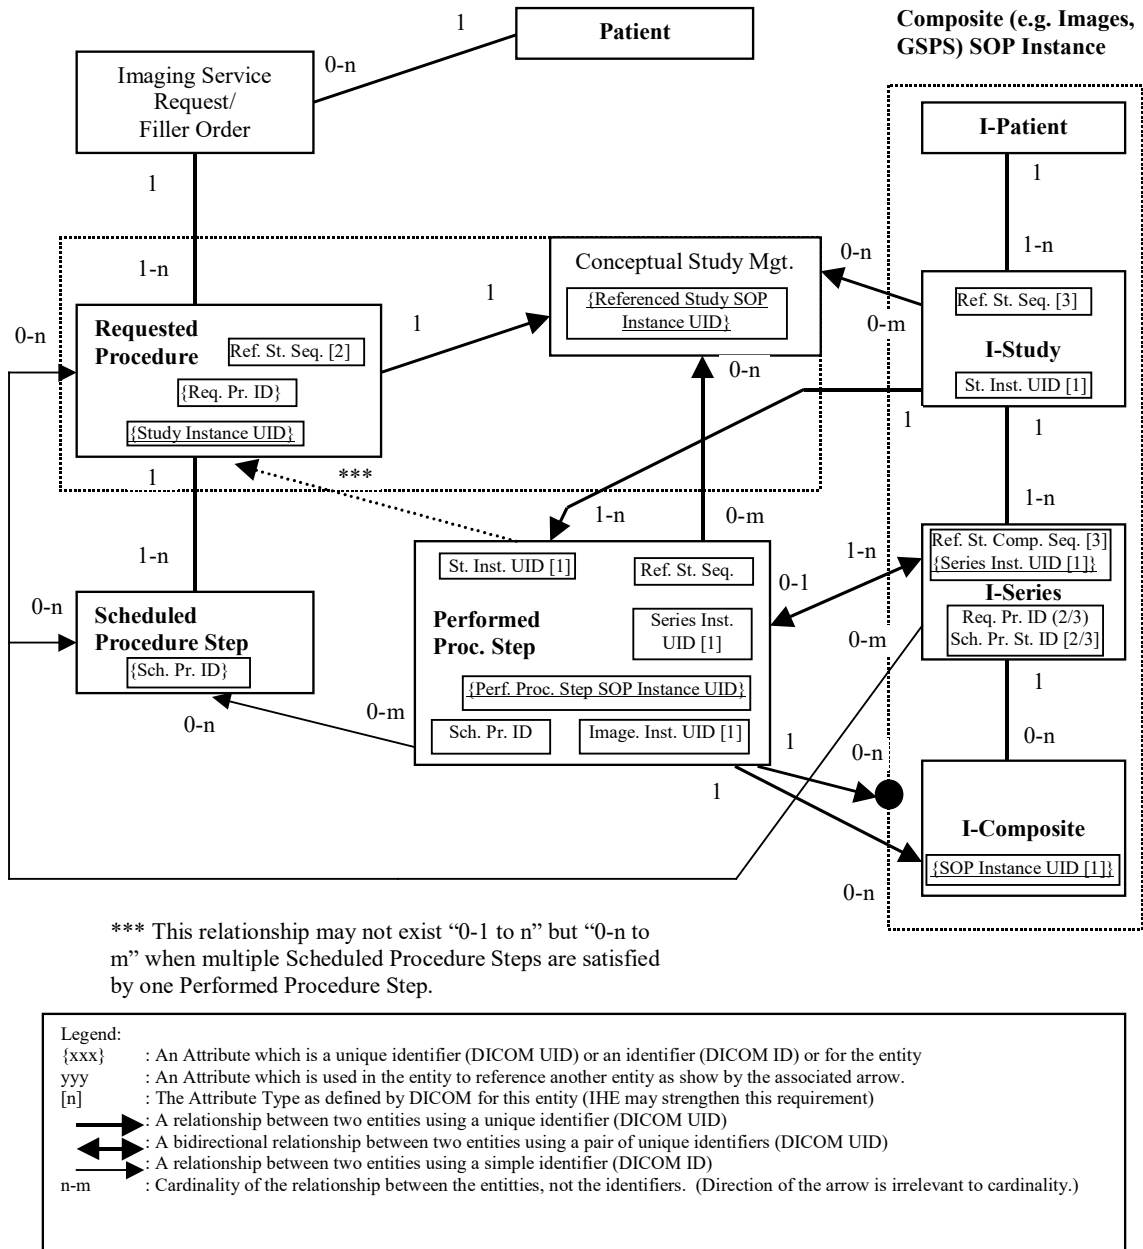 1
Patient
Composite (e.g. Images,
GSPS) SOP Instance
0-n
Imaging Service
Request/
Filler Order
I-Patient
1
1
1-n
1-n
0-n
Conceptual Study Mgt.
{Referenced Study SOP
Instance UID}
1
1
0-n
Requested
Procedure
Ref. St. Seq. [2]
{Req. Pr. ID}
{Study Instance UID}
Ref. St. Seq. [3]
0-m
I-Study
St. Inst. UID [1]
0-n
1
1
1
***
1-n
0-m
1-n
1-n
1-n
Ref. St. Comp. Seq. [3]
{Series Inst. UID [1]}
I-Series
Req. Pr. ID (2/3)
Sch. Pr. St. ID [2/3]
St. Inst. UID [1]
Ref. St. Seq.
0-1
0-n
Scheduled
Procedure Step
{Sch. Pr. ID}
Performed
Proc. Step
Series Inst.
UID [1]
0-m
{Perf. Proc. Step SOP Instance UID}
1
0-n
0-m
Sch. Pr. ID
Image. Inst. UID [1]
1
0-n
0-n
1
I-Composite
{SOP Instance UID [1]}
0-n
*** This relationship may not exist “0-1 to n” but “0-n to
m” when multiple Scheduled Procedure Steps are satisfied
by one Performed Procedure Step.
Legend:
{xxx} : An Attribute which is a unique identifier (DICOM UID) or an identifier (DICOM ID) or for the entity
yyy : An Attribute which is used in the entity to reference another entity as show by the associated arrow.
[n] : The Attribute Type as defined by DICOM for this entity (IHE may strengthen this requirement)
: A relationship between two entities using a unique identifier (DICOM UID)
: A bidirectional relationship between two entities using a pair of unique identifiers (DICOM UID)
: A relationship between two entities using a simple identifier (DICOM ID)
n-m : Cardinality of the relationship between the entitties, not the identifiers. (Direction of the arrow is irrelevant to cardinality.)